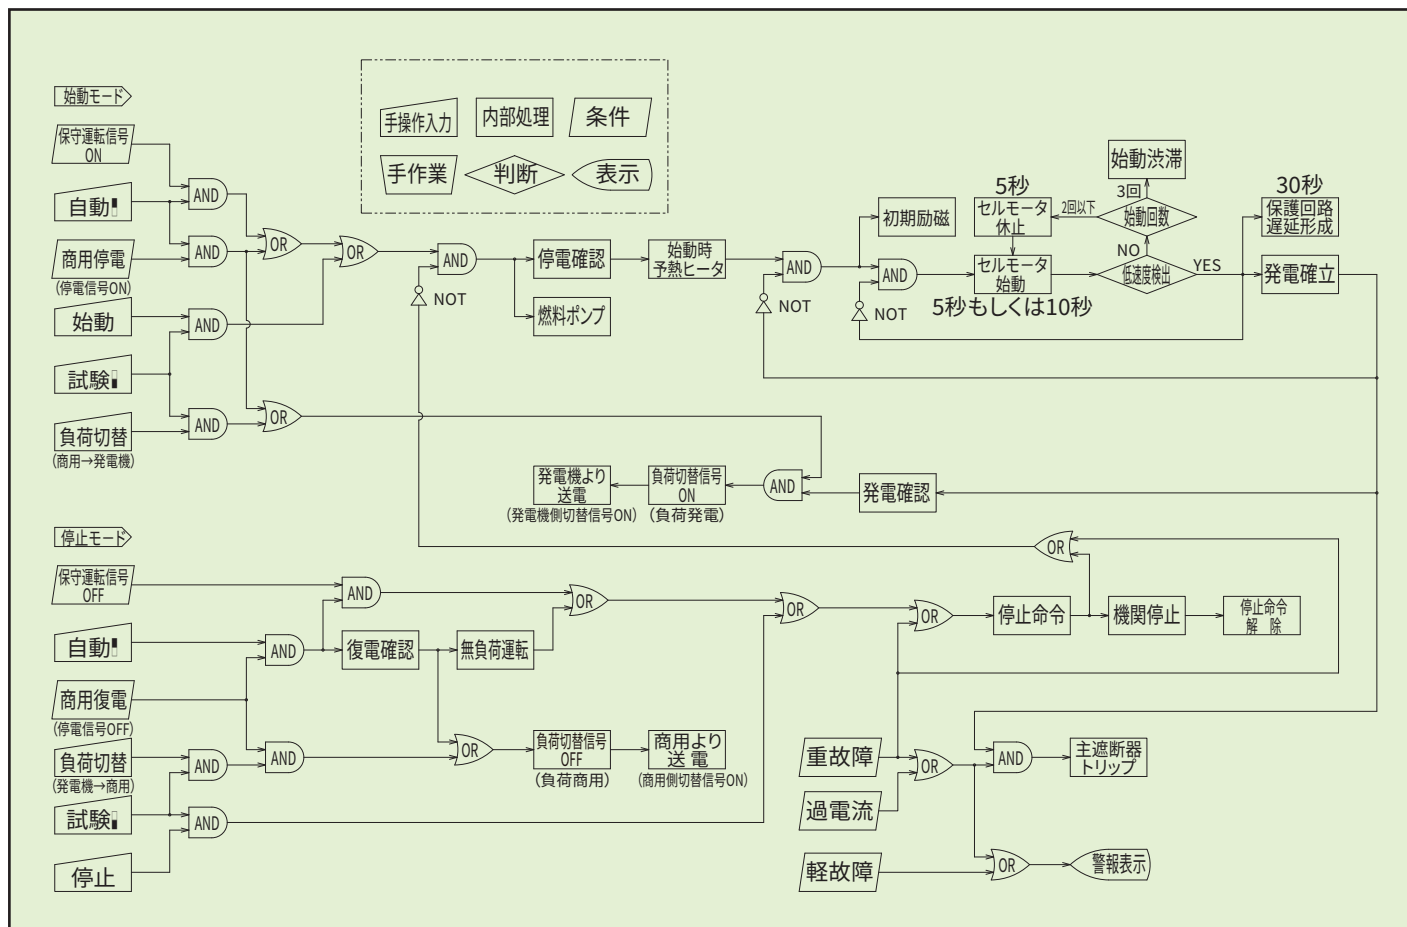 始動モード
保守運転信号
ON
自動
商用停電
(停電信号ON)
始動
試験
負荷切替
(商用→発電機)
手操作入力
内部処理
条件
手作業
判断
表示
AND
AND
OR
OR
AND
AND
OR
AND
NOT
停電確認
燃料ポンプ
始動時
予熱ヒータ
AND
NOT
初期励磁
AND
NOT
5秒
セルモータ
休止
セルモータ
始動
5秒もしくは10秒
2回以下
3回
始動渋滞
始動回数
NO
低速度検出
YES
30秒
保護回路
遅延形成
発電確立
発電機より
送電
(発電機側切替信号ON)
負荷切替信号
ON
(負荷発電)
AND
発電確認
停止モード
保守運転信号
OFF
自動
商用復電
(停電信号OFF)
負荷切替
(発電機→商用)
試験
停止
AND
AND
AND
AND
AND
復電確認
無負荷運転
OR
OR
負荷切替信号
OFF
(負荷商用)
商用より
送電
(商用側切替信号ON)
OR
OR
OR
停止命令
機関停止
停止命令
解除
重故障
過電流
軽故障
OR
AND
主遮断器
トリップ
OR
警報表示